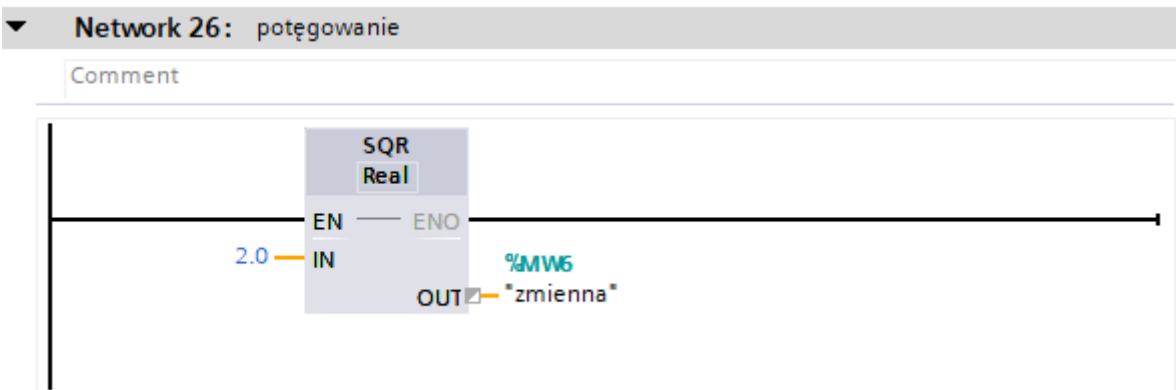 Network 26: potęgowanie
Comment
SQR
Real
EN ENO
2.0 IN
%MW6
OUT "zmienna"